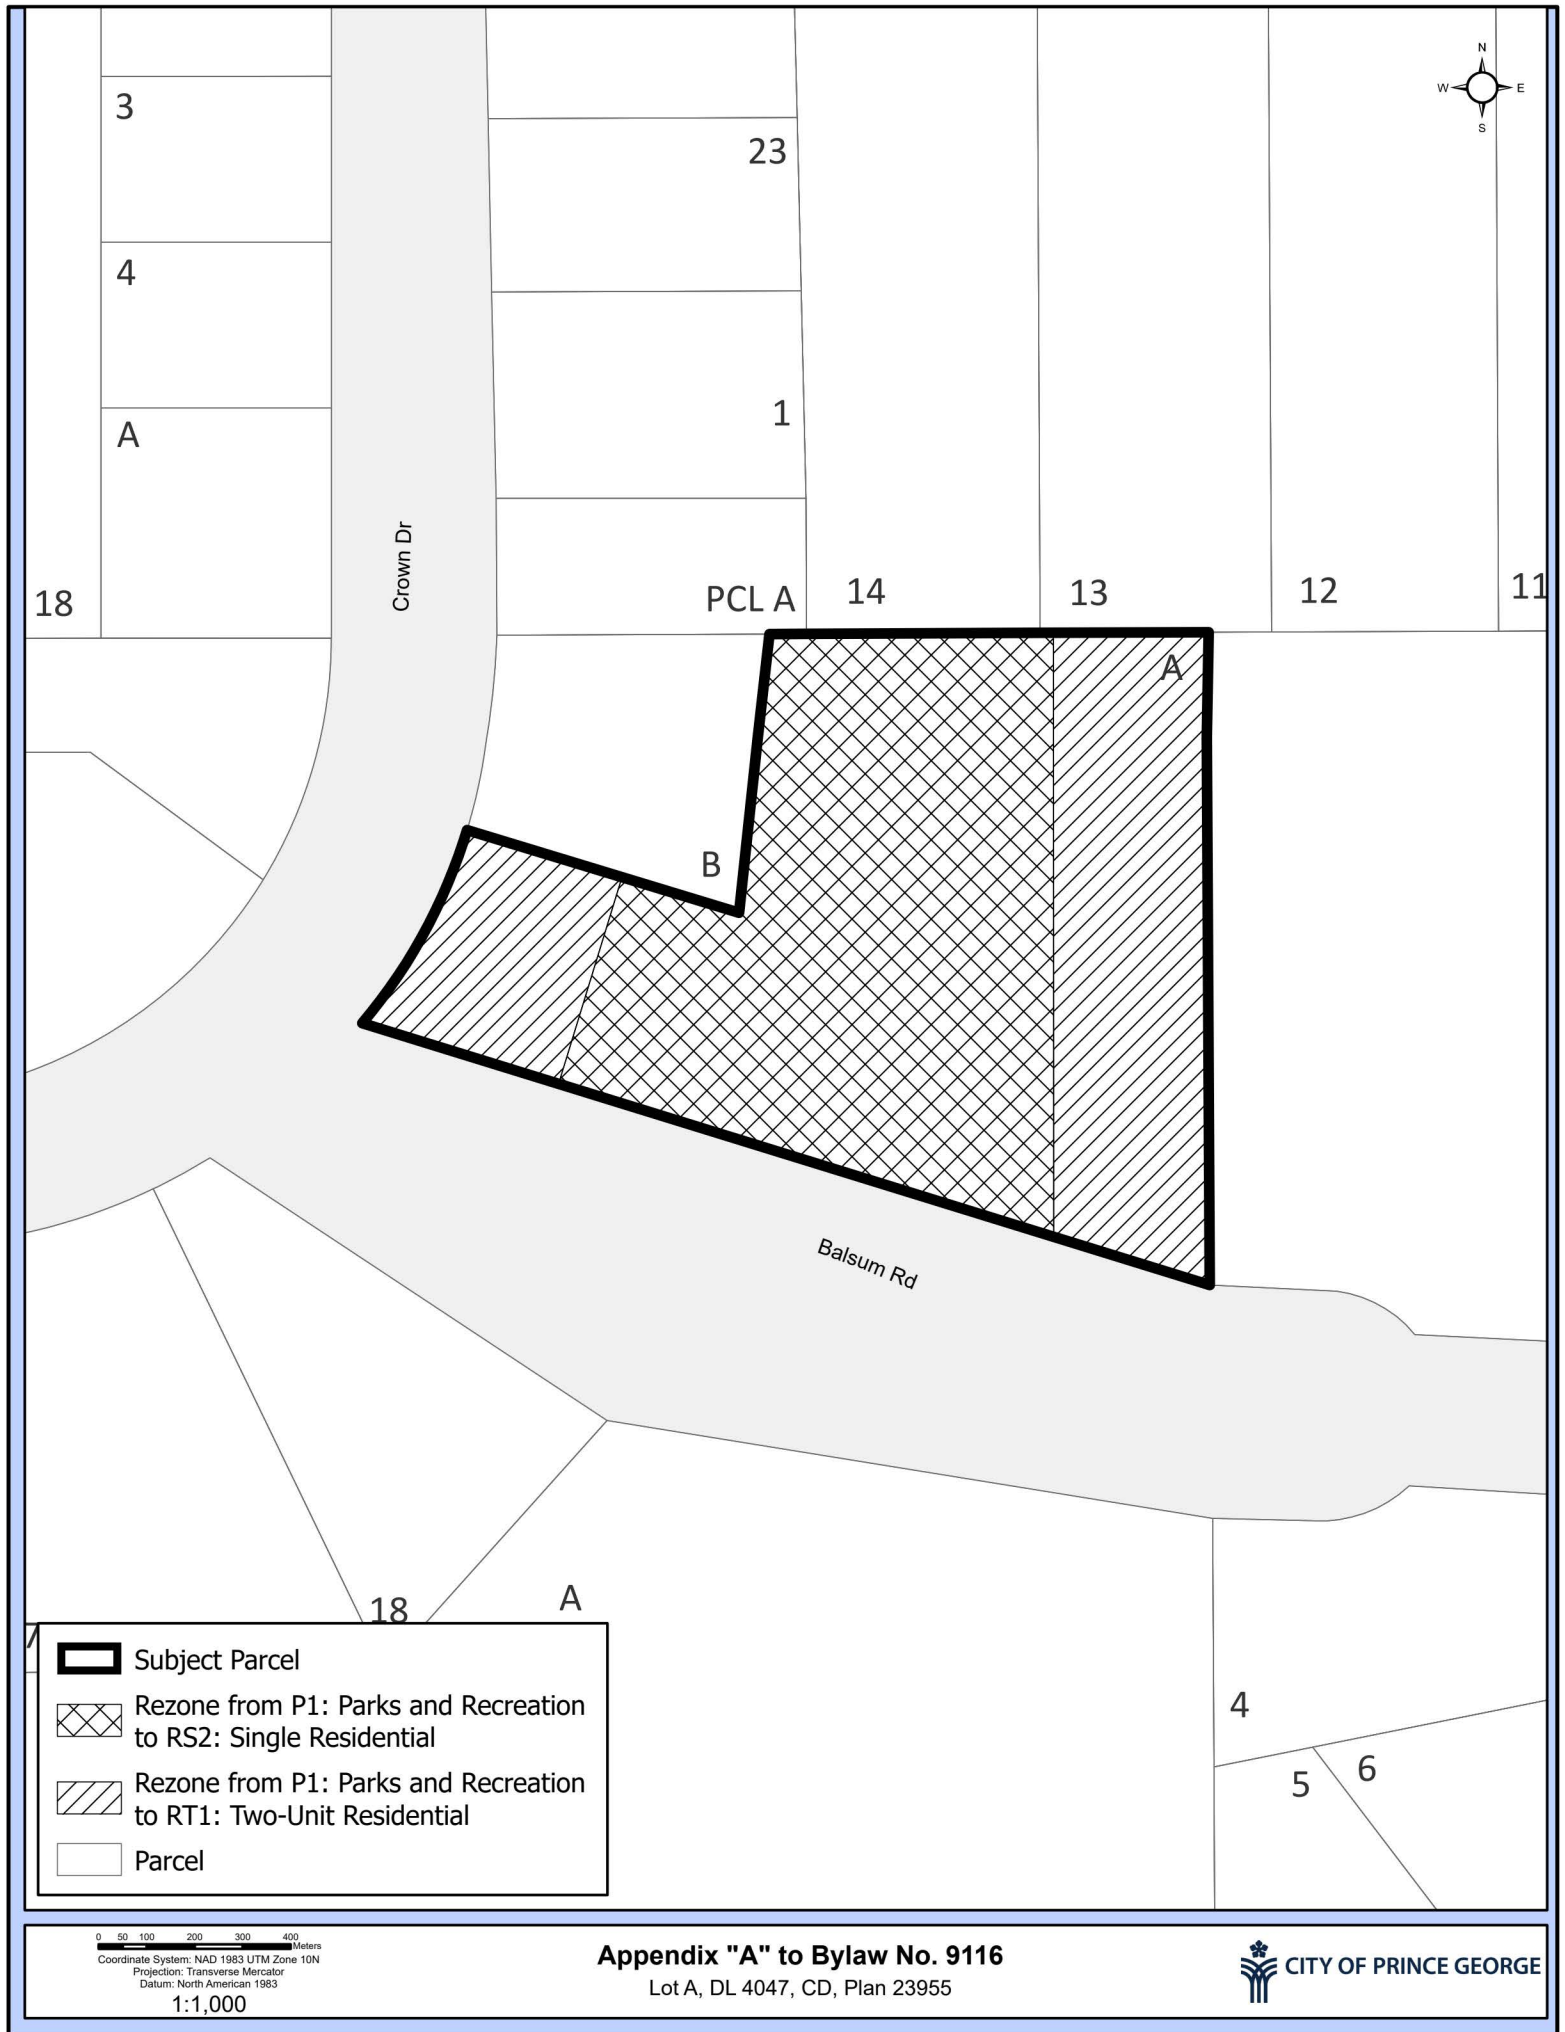 N
W E
S
3
23
4
1
A
Crown Dr
18
PCL A
14
13
12
11
A
B
Balsum Rd
18
A
7
4
5
6
Subject Parcel
Rezone from P1: Parks and Recreation
to RS2: Single Residential
Rezone from P1: Parks and Recreation
to RT1: Two-Unit Residential
Parcel
0 50 100 200 300 400
Meters
Coordinate System: NAD 1983 UTM Zone 10N
Projection: Transverse Mercator
Datum: North American 1983
1:1,000
Appendix "A" to Bylaw No. 9116
Lot A, DL 4047, CD, Plan 23955
CITY OF PRINCE GEORGE